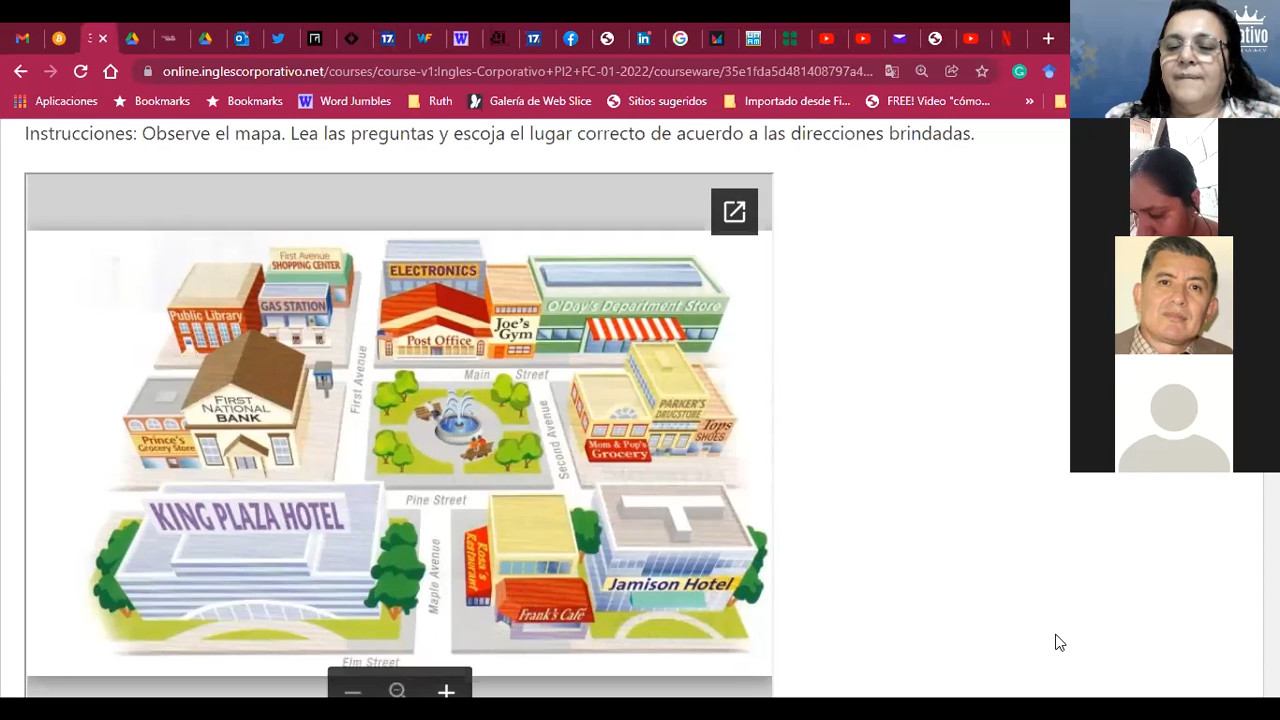 online.inglescorporativo.net/courses/course-v1:Ingles-Corporativo+PI2+FC-01-2022/courseware/35e1fda5d481408797a4...
Aplicaciones
Bookmarks
Bookmarks
Word Jumbles
Ruth
Galería de Web Slice
Sitios sugeridos
Importado desde Fi...
FREE! Video "cómo...
»
Instrucciones: Observe el mapa. Lea las preguntas y escoja el lugar correcto de acuerdo a las direcciones brindadas.
First Avenue
SHOPPING CENTER
GAS STATION
Public Library
ELECTRONICS
Post Office
Joe's
Gym
O'Day's Department Store
Main Street
First Avenue
FIRST
NATIONAL
BANK
Prince's
Grocery Store
Second Avenue
PARKER'S
DRUGSTORE
Tops
SHOES
Mom & Pop's
Grocery
Pine Street
KING PLAZA HOTEL
Maple Avenue
Rosa's
Restaurant
Frank's Café
Jamison Hotel
Elm Street